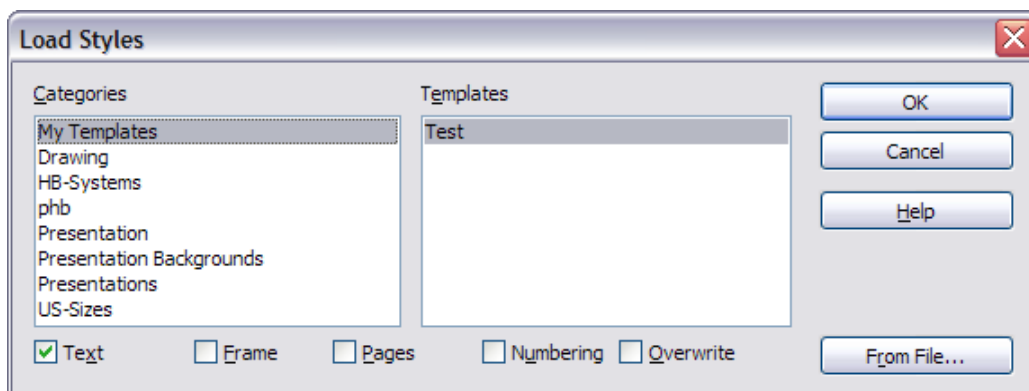 Load Styles
Categories
Templates
My Templates
Drawing
HB-Systems
phb
Presentation
Presentation Backgrounds
Presentations
US-Sizes
Test
OK
Cancel
Help
Text
Frame
Pages
Numbering
Overwrite
From File...